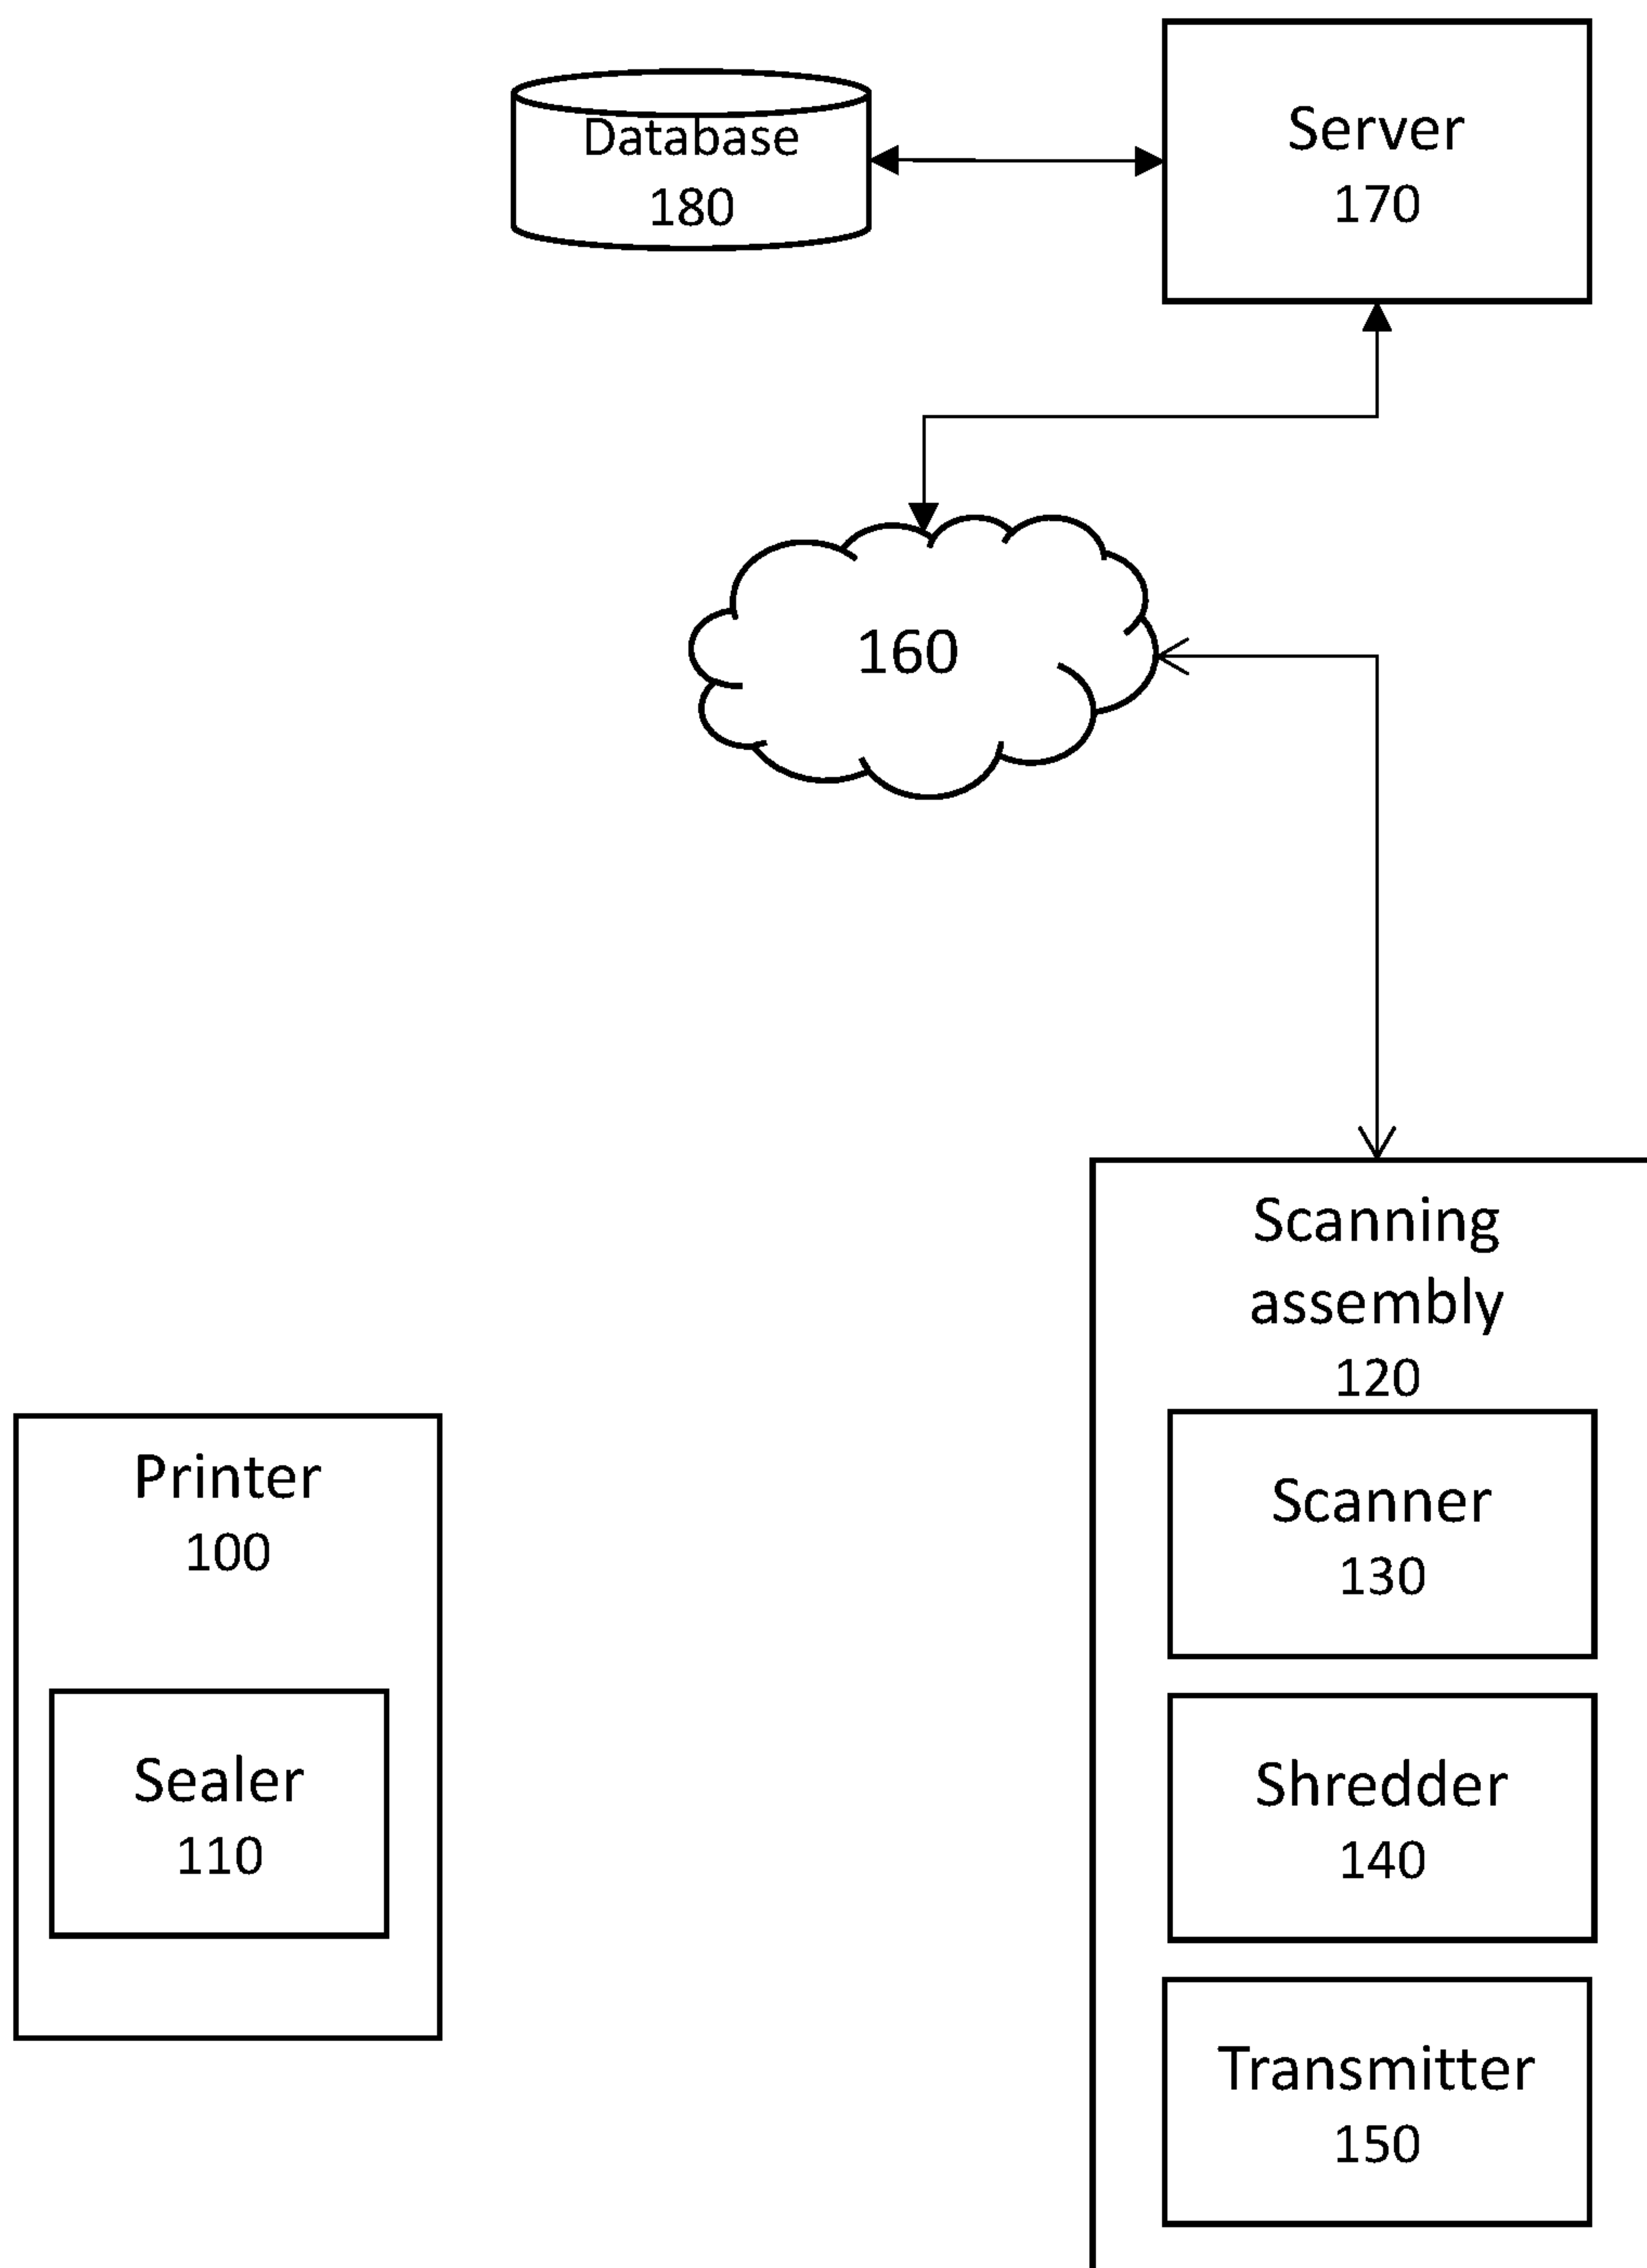 Database
180
Server
170
160
Scanning
assembly
120
Scanner
130
Printer
100
Shredder
140
Sealer
110
Transmitter
150